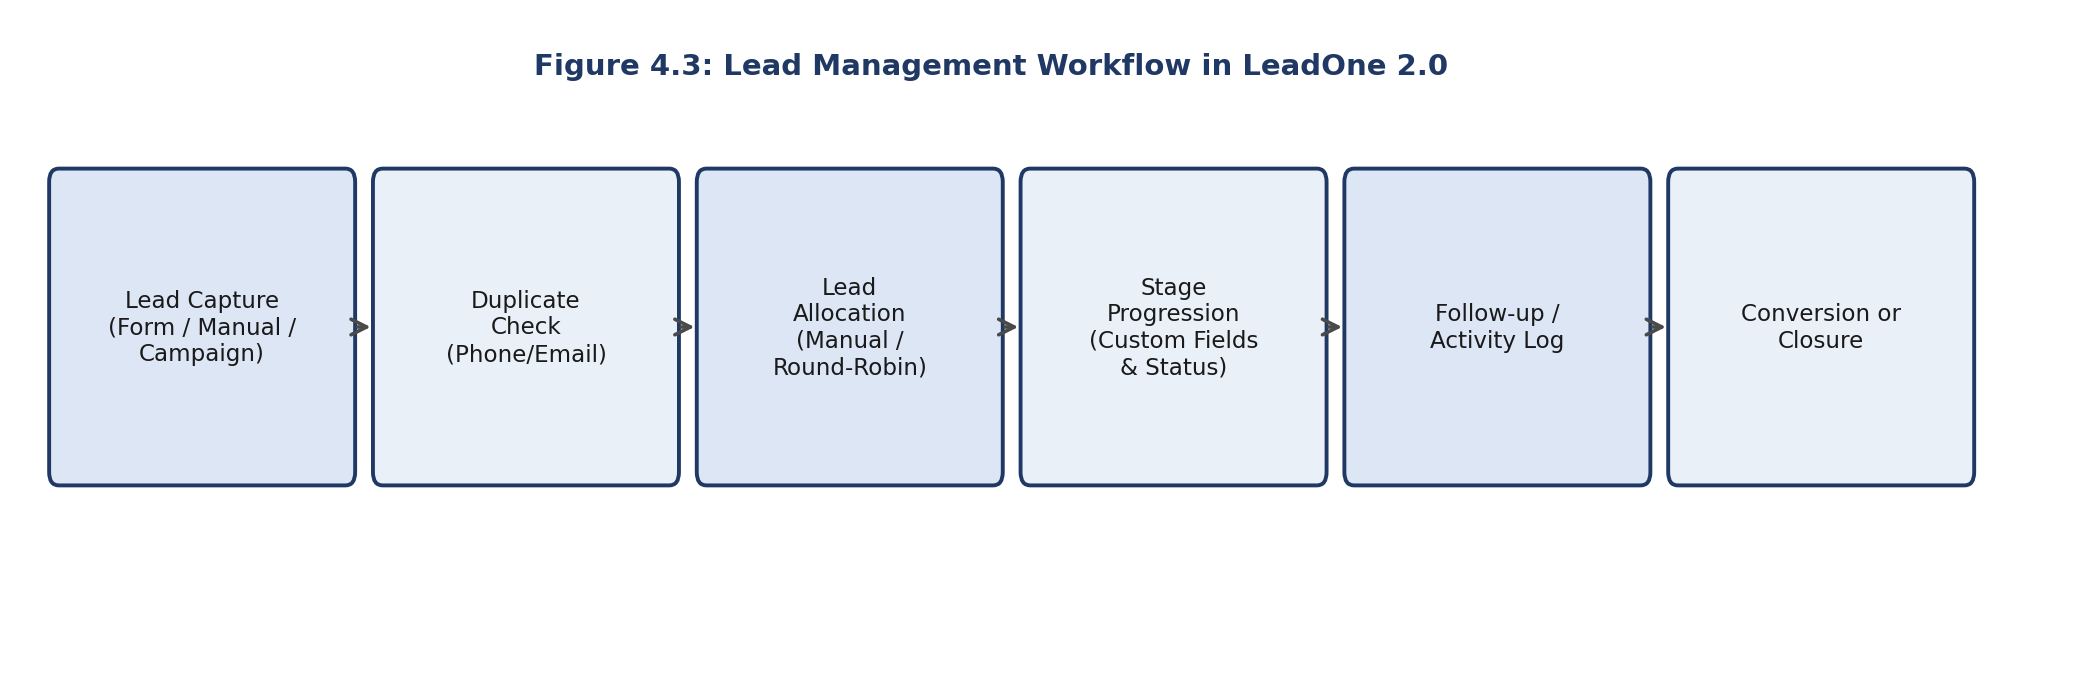 Figure 4.3: Lead Management Workflow in LeadOne 2.0
Lead Capture
(Form / Manual /
Campaign)
Duplicate
Check
(Phone/Email)
Lead
Allocation
(Manual /
Round-Robin)
Stage
Progression
(Custom Fields
& Status)
Follow-up /
Activity Log
Conversion or
Closure